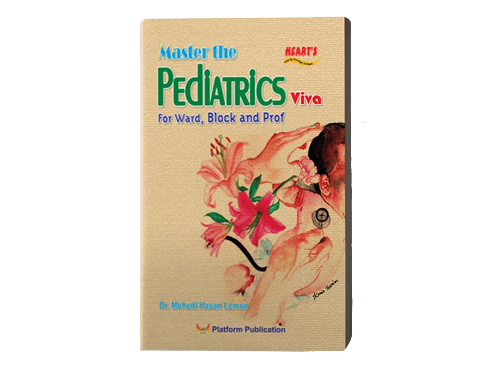 Master the
HEART'S
PEDIATRICS Viva
For Ward, Block and Prof
Dr. Mehedi Hasan Lemon
Platform Publication